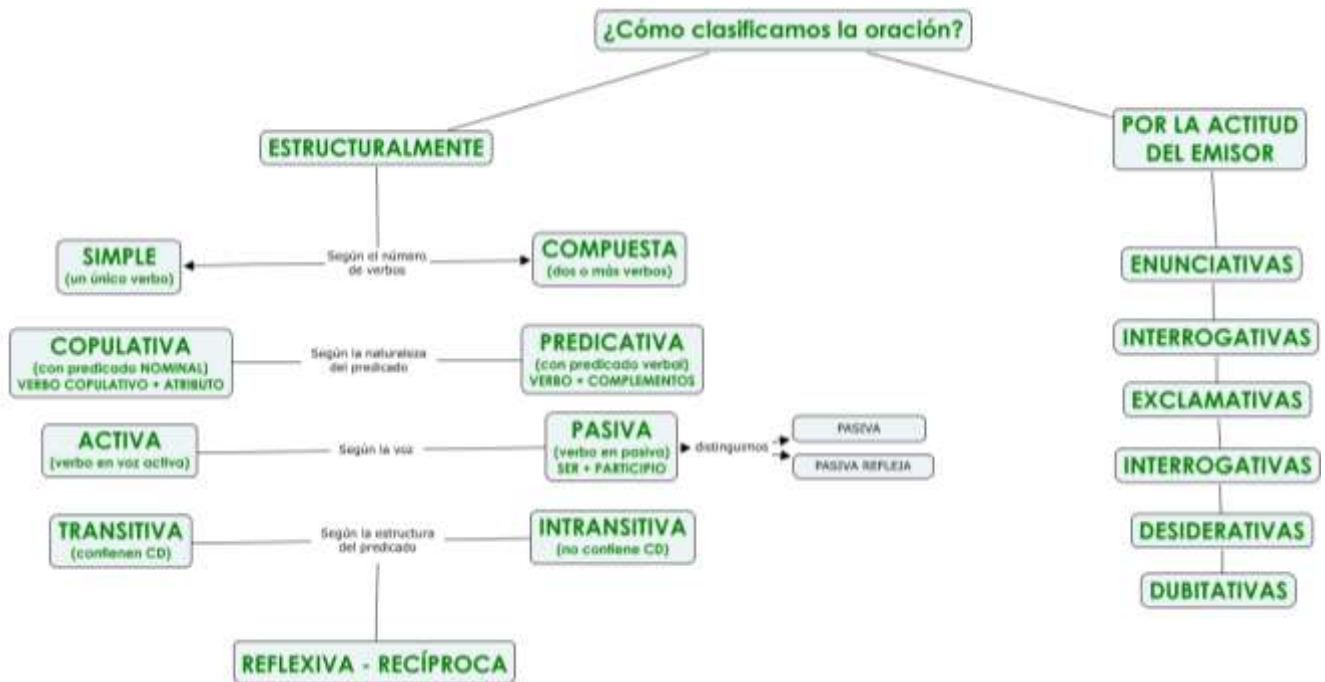 ¿Cómo clasificamos la oración?
ESTRUCTURALMENTE
POR LA ACTITUD
DEL EMISOR
SIMPLE
(un único verbo)
Según el número
de verbos
COMPUESTA
(dos o más verbos)
COPULATIVA
(con predicado NOMINAL)
VERBO COPULATIVO + ATRIBUTO
Según la naturaleza
del predicado
PREDICATIVA
(con predicado verbal)
VERBO + COMPLEMENTOS
ACTIVA
(verbo en voz activa)
Según la voz
PASIVA
(verbo en pasiva)
SER + PARTICIPIO
distinguimos
PASIVA
PASIVA REFLEJA
TRANSITIVA
(contienen CD)
Según la estructura
del predicado
INTRANSITIVA
(no contiene CD)
REFLEXIVA - RECÍPROCA
ENUNCIATIVAS
INTERROGATIVAS
EXCLAMATIVAS
INTERROGATIVAS
DESIDERATIVAS
DUBITATIVAS